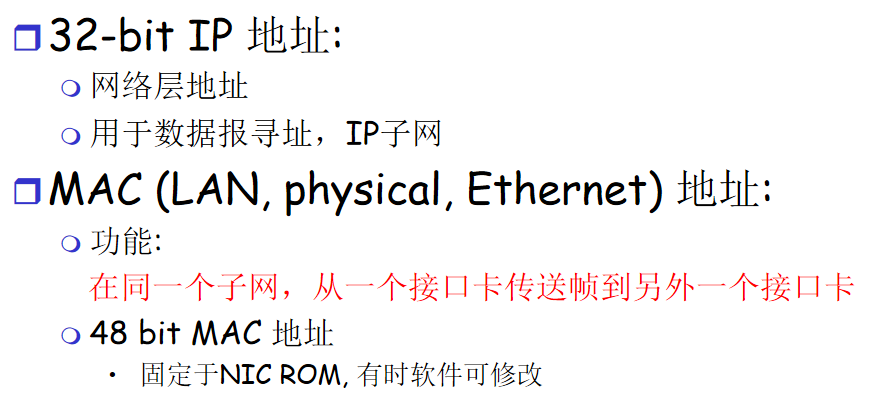 32-bit IP 地址:
网络层地址
用于数据报寻址，IP子网
MAC (LAN, physical, Ethernet) 地址:
功能:
在同一个子网，从一个接口卡传送帧到另外一个接口卡
48 bit MAC 地址
• 固定于NIC ROM, 有时软件可修改